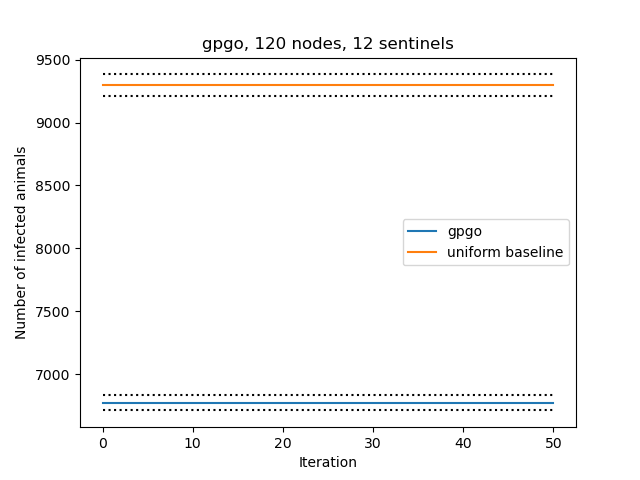 gpgo, 120 nodes, 12 sentinels
9500
9000
8500
8000
7500
7000
Number of infected animals
gpgo
uniform baseline
0 10 20 30 40 50
Iteration